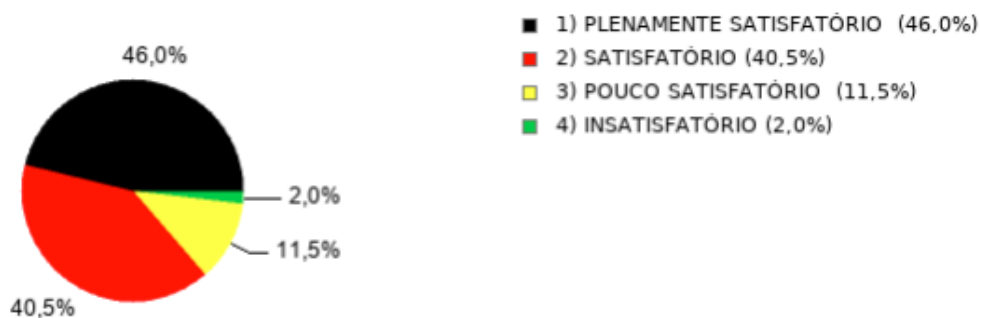 46,0%
2,0%
11,5%
40,5%
1) PLENAMENTE SATISFATÓRIO (46,0%)
2) SATISFATÓRIO (40,5%)
3) POUCO SATISFATÓRIO (11,5%)
4) INSATISFATÓRIO (2,0%)